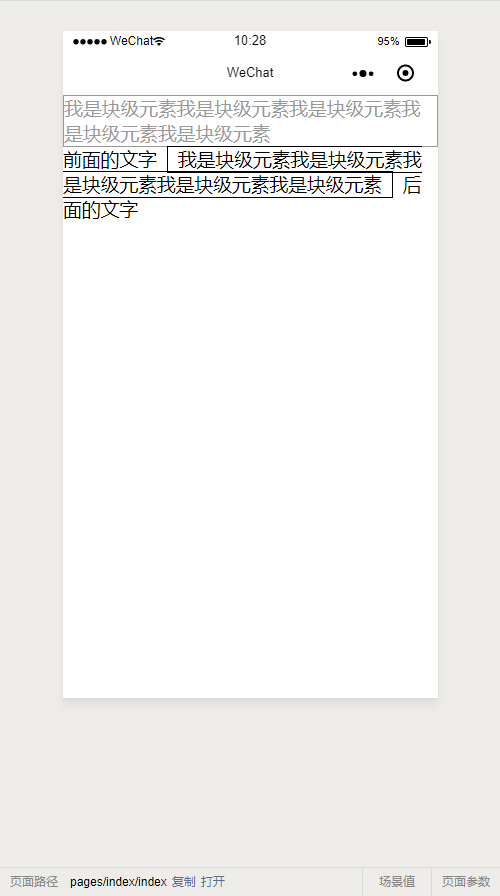 WeChat 10:28 95%
WeChat
我是块级元素我是块级元素我是块级元素我
是块级元素我是块级元素
前面的文字 我是块级元素我是块级元素我
是块级元素我是块级元素我是块级元素 后
面的文字
页面路径 pages/index/index 复制 打开 场景值 页面参数